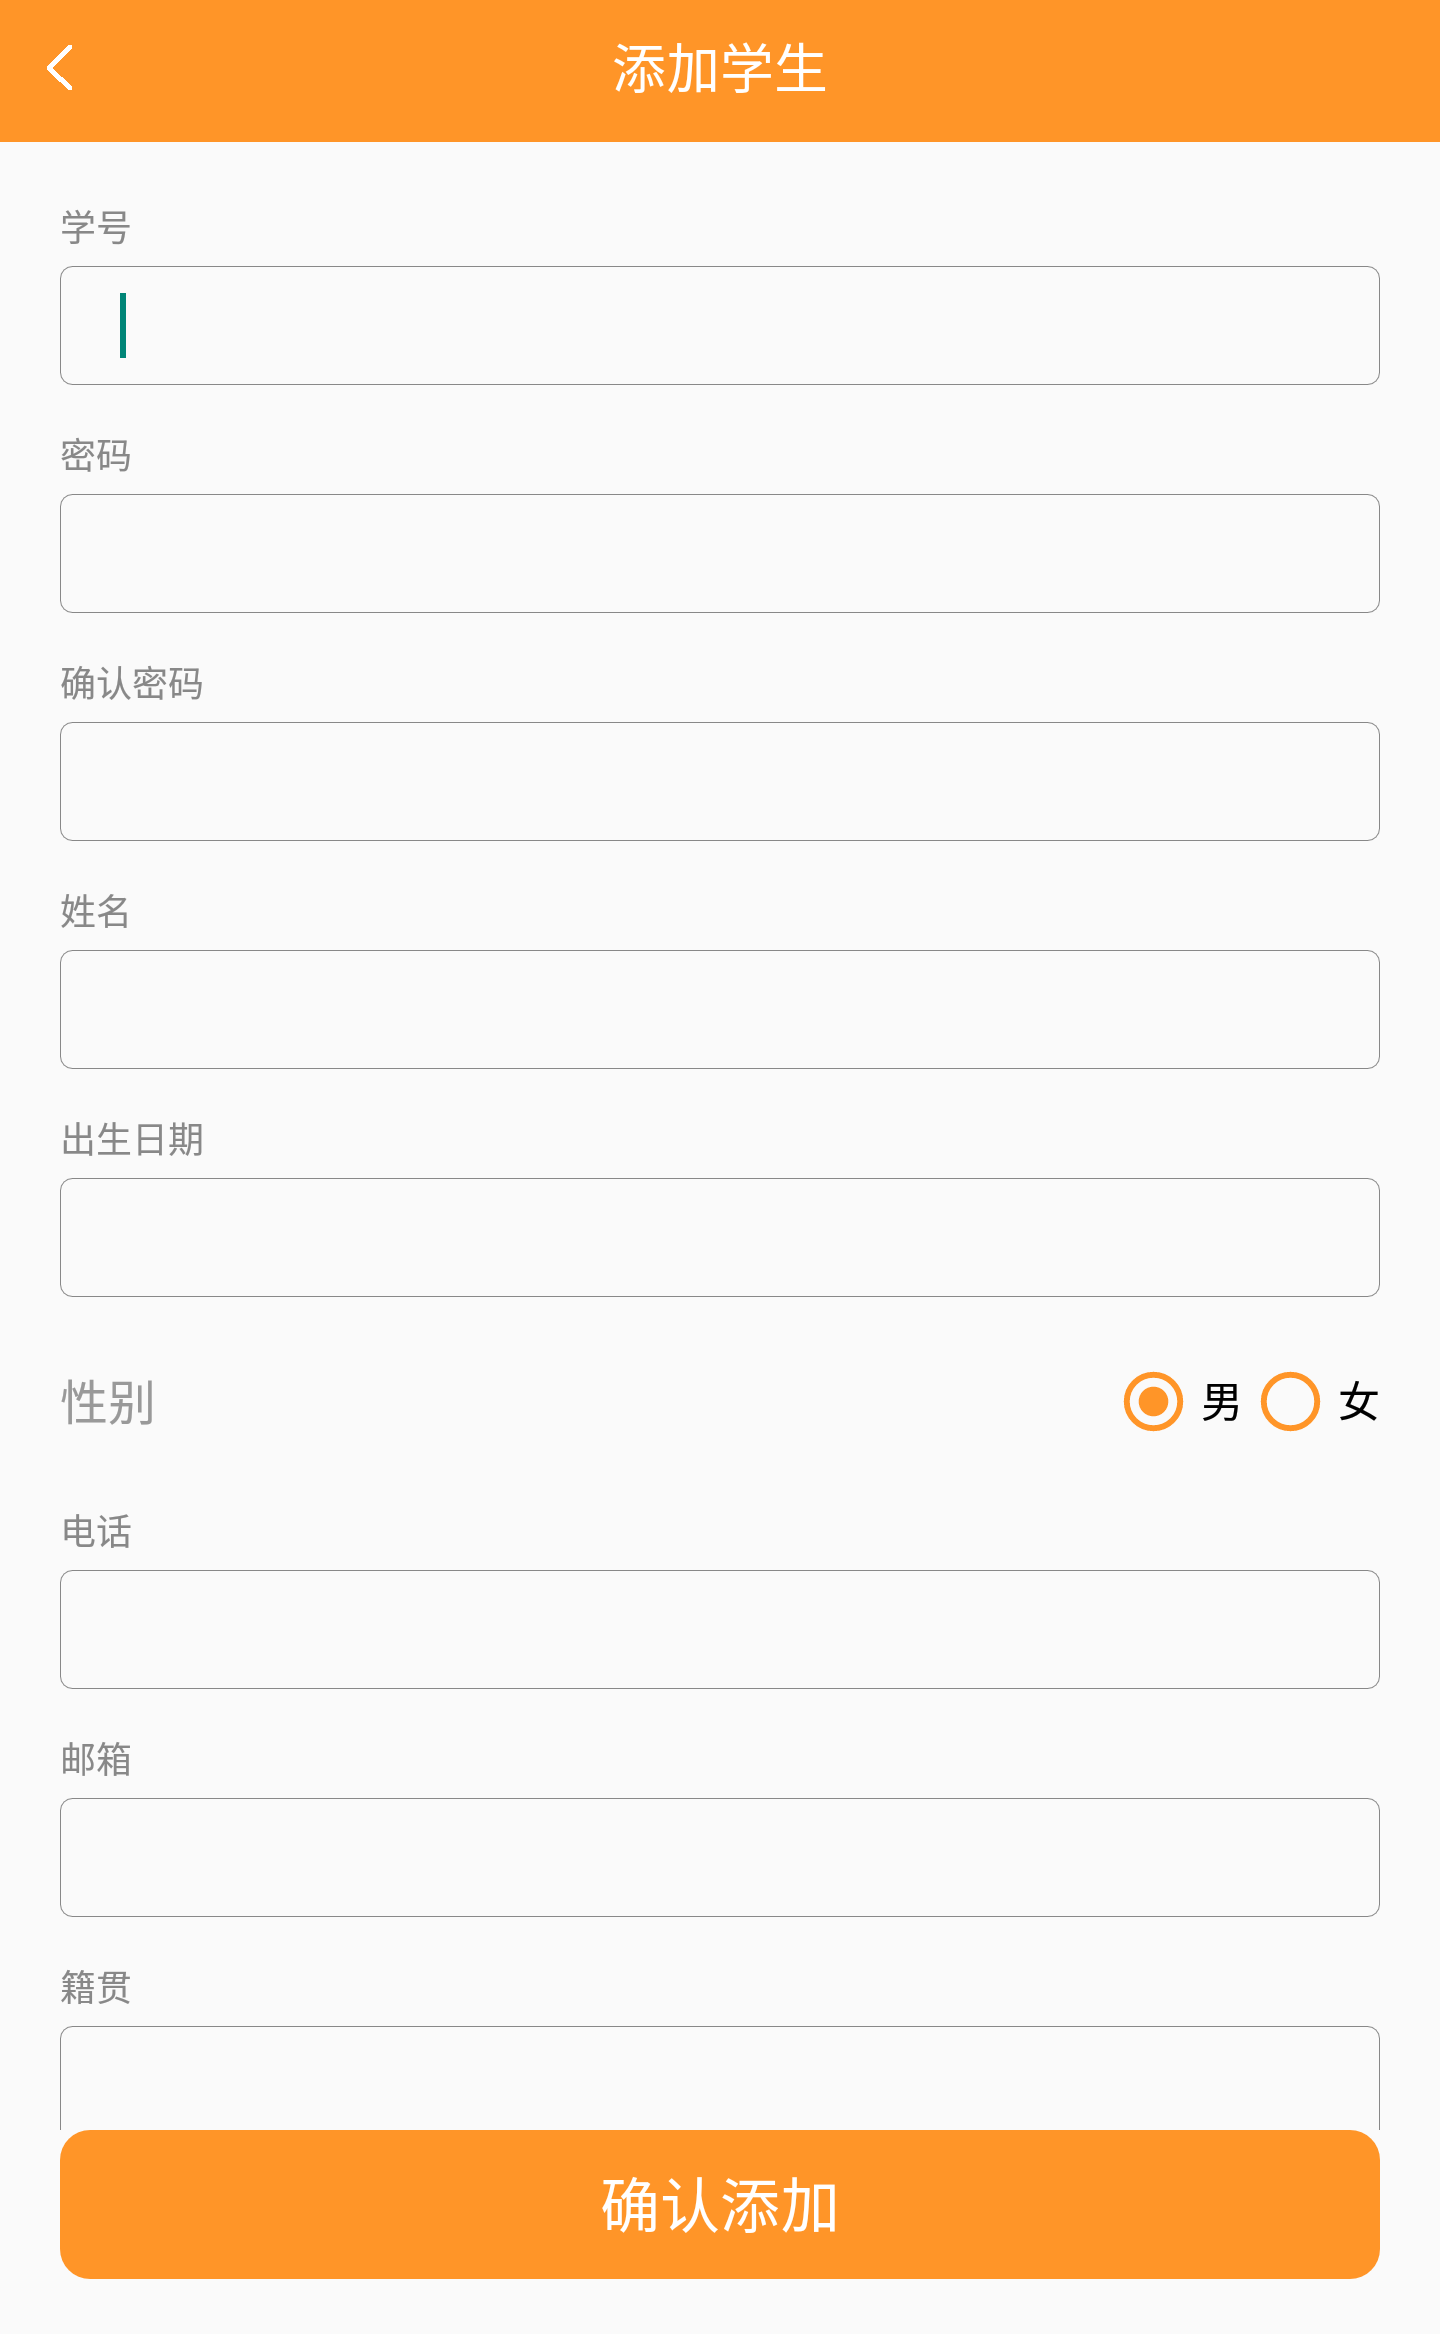 添加学生
学号
密码
确认密码
姓名
出生日期
性别 男 女
电话
邮箱
籍贯
确认添加